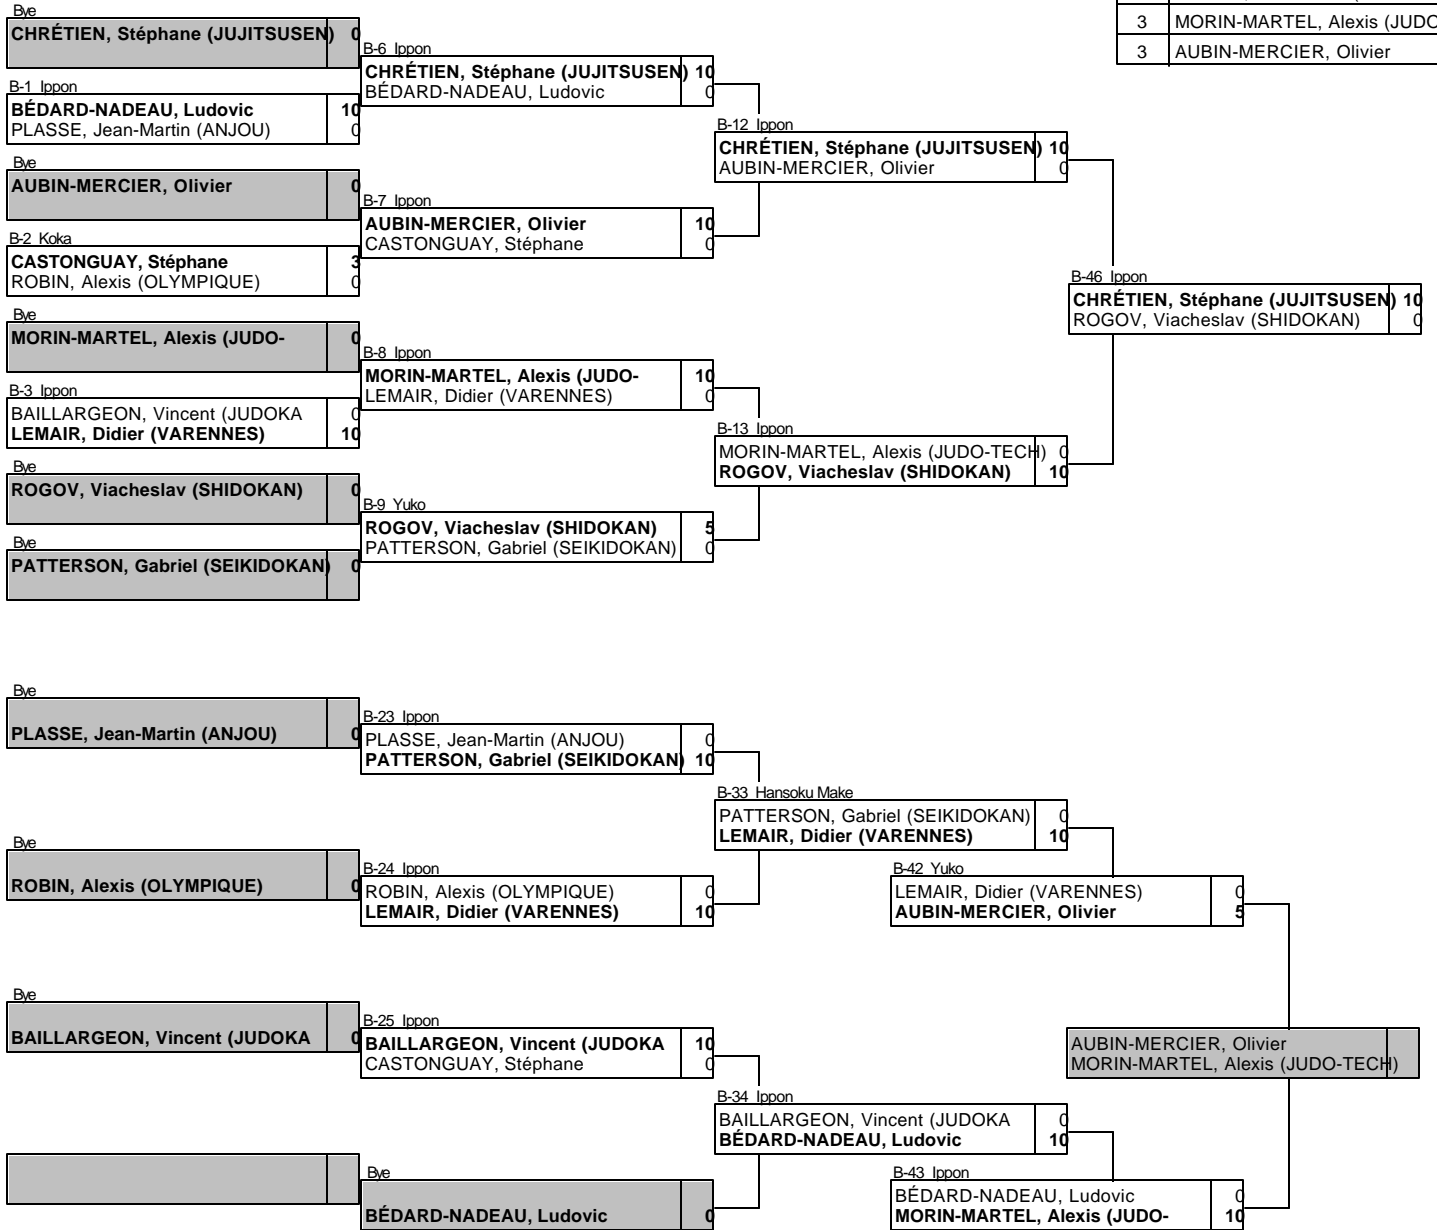 Bye
CHRÉTIEN, Stéphane (JUJITSUSEN) 0
B-1 Ippon
BÉDARD-NADEAU, Ludovic 10
PLASSE, Jean-Martin (ANJOU) 0
Bye
AUBIN-MERCIER, Olivier 0
B-2 Koka
CASTONGUAY, Stéphane 3
ROBIN, Alexis (OLYMPIQUE) 0
Bye
MORIN-MARTEL, Alexis (JUDO- 0
B-3 Ippon
BAILLARGEON, Vincent (JUDOKA 0
LEMAIR, Didier (VARENNES) 10
Bye
ROGOV, Viacheslav (SHIDOKAN) 0
Bye
PATTERSON, Gabriel (SEIKIDOKAN) 0
B-6 Ippon
CHRÉTIEN, Stéphane (JUJITSUSEN) 10
BÉDARD-NADEAU, Ludovic 0
B-7 Ippon
AUBIN-MERCIER, Olivier 10
CASTONGUAY, Stéphane 0
B-8 Ippon
MORIN-MARTEL, Alexis (JUDO- 10
LEMAIR, Didier (VARENNES) 0
B-9 Yuko
ROGOV, Viacheslav (SHIDOKAN) 5
PATTERSON, Gabriel (SEIKIDOKAN) 0
B-12 Ippon
CHRÉTIEN, Stéphane (JUJITSUSEN) 10
AUBIN-MERCIER, Olivier 0
B-13 Ippon
MORIN-MARTEL, Alexis (JUDO-TECH) 0
ROGOV, Viacheslav (SHIDOKAN) 10
B-46 Ippon
CHRÉTIEN, Stéphane (JUJITSUSEN) 10
ROGOV, Viacheslav (SHIDOKAN) 0
3 MORIN-MARTEL, Alexis (JUDO
3 AUBIN-MERCIER, Olivier
Bye
PLASSE, Jean-Martin (ANJOU) 0
Bye
ROBIN, Alexis (OLYMPIQUE) 0
Bye
BAILLARGEON, Vincent (JUDOKA 0
B-23 Ippon
PLASSE, Jean-Martin (ANJOU) 0
PATTERSON, Gabriel (SEIKIDOKAN) 10
B-24 Ippon
ROBIN, Alexis (OLYMPIQUE) 0
LEMAIR, Didier (VARENNES) 10
B-25 Ippon
BAILLARGEON, Vincent (JUDOKA 10
CASTONGUAY, Stéphane 0
Bye
BÉDARD-NADEAU, Ludovic 0
B-33 Hansoku Make
PATTERSON, Gabriel (SEIKIDOKAN) 0
LEMAIR, Didier (VARENNES) 10
B-34 Ippon
BAILLARGEON, Vincent (JUDOKA 0
BÉDARD-NADEAU, Ludovic 10
B-42 Yuko
LEMAIR, Didier (VARENNES) 0
AUBIN-MERCIER, Olivier 5
B-43 Ippon
BÉDARD-NADEAU, Ludovic 0
MORIN-MARTEL, Alexis (JUDO- 10
AUBIN-MERCIER, Olivier
MORIN-MARTEL, Alexis (JUDO-TECH)